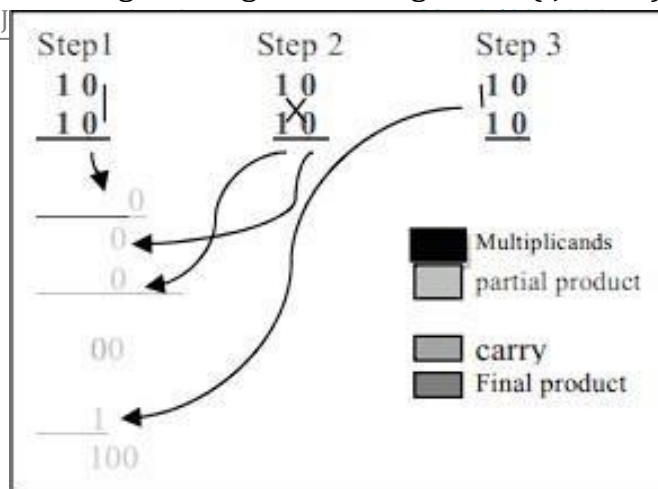 Step1 Step 2 Step 3
1 0 1 0 1 0
1 0 1 0 1 0
0
0
0
00
1
100
Multiplicands
partial product
carry
Final product